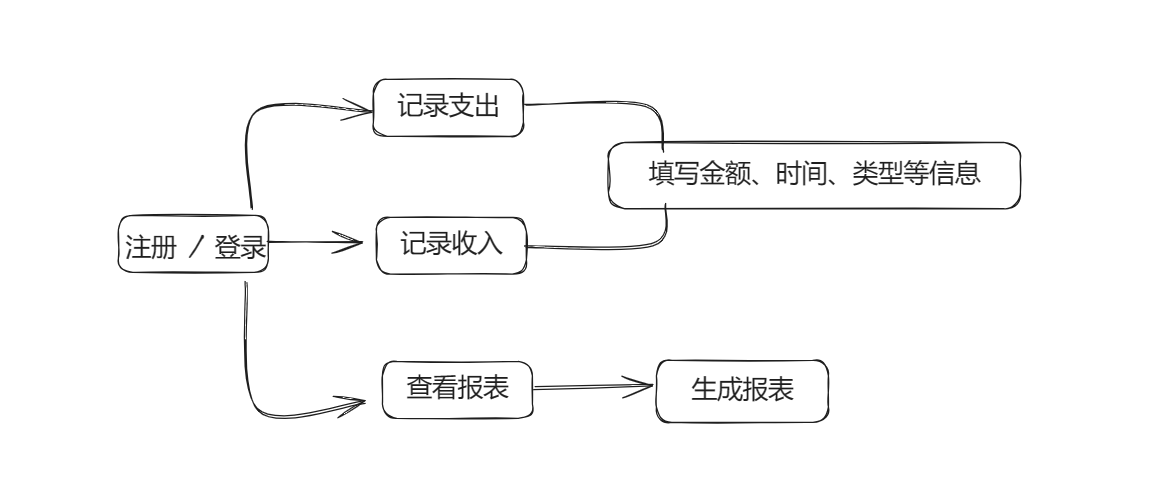 记录支出
填写金额、时间、类型等信息
注册 / 登录
记录收入
查看报表
生成报表